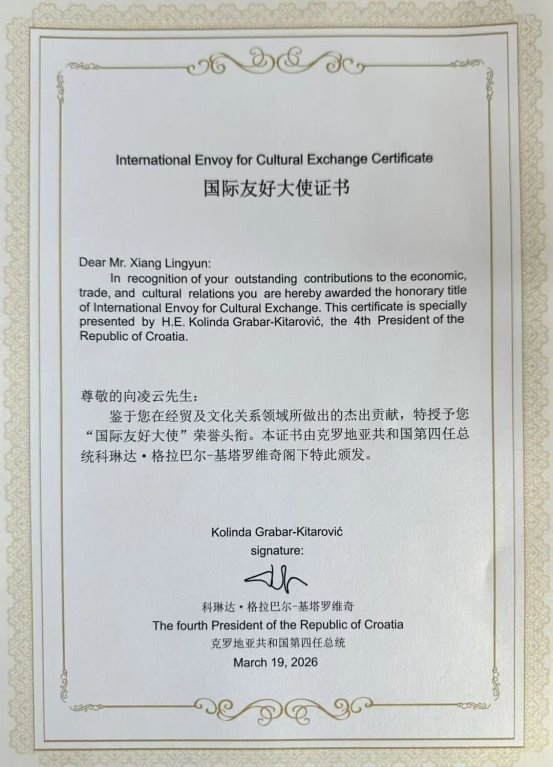 International Envoy for Cultural Exchange Certificate
国际友好大使证书
Dear Mr. Xiang Lingyun:
In recognition of your outstanding contributions to the economic,
trade, and cultural relations you are hereby awarded the honorary title
of International Envoy for Cultural Exchange. This certificate is specially
presented by H.E. Kolinda Grabar-Kitarović, the 4th President of the
Republic of Croatia.
尊敬的向凌云先生：
鉴于您在经贸及文化关系领域所做出的杰出贡献，特授予您
“国际友好大使”荣誉头衔。本证书由克罗地亚共和国第四任总
统科琳达·格拉巴尔-基塔罗维奇阁下特此颁发。
Kolinda Grabar-Kitarović
signature:
科琳达·格拉巴尔-基塔罗维奇
The fourth President of the Republic of Croatia
克罗地亚共和国第四任总统
March 19, 2026